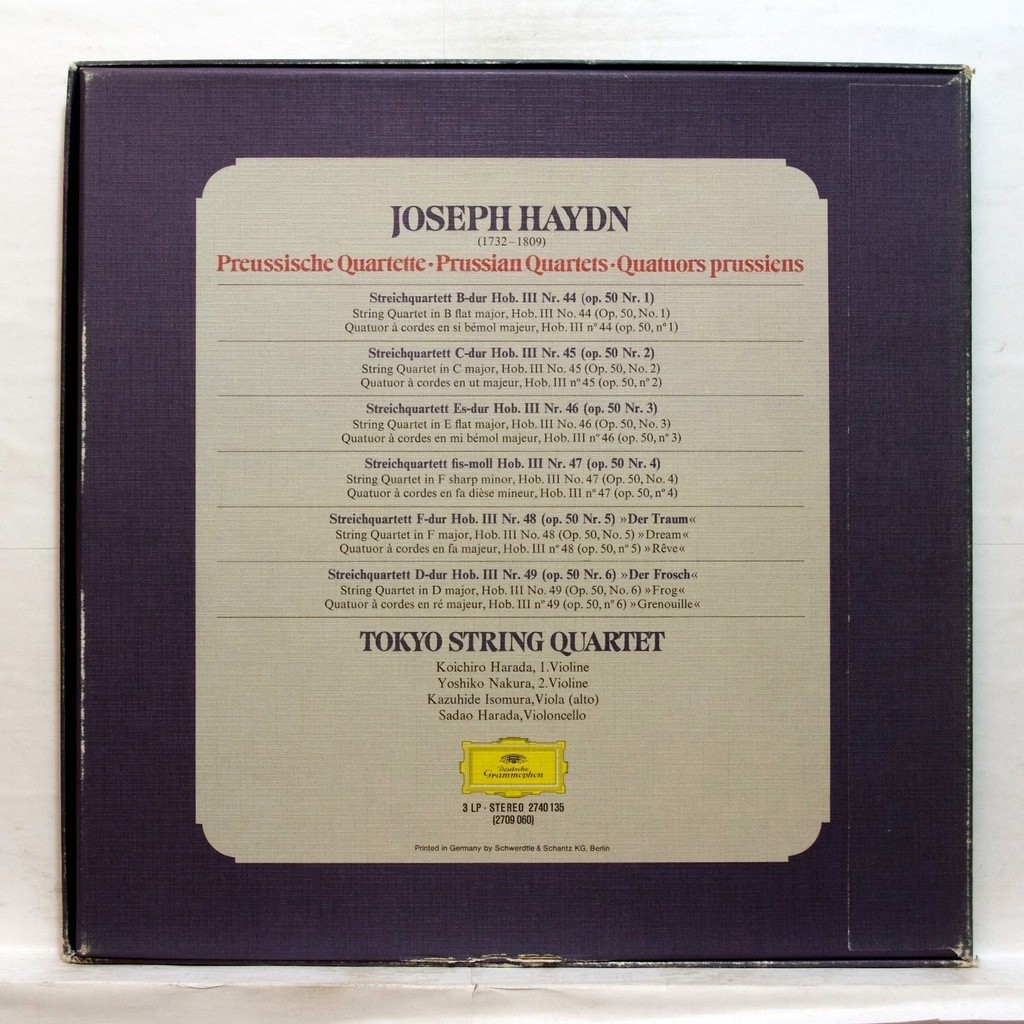 JOSEPH HAYDN
(1732–1809)
Preussische Quartette · Prussian Quartets · Quatuors prussiens
Streichquartett B-dur Hob. III Nr. 44 (op. 50 Nr. 1)
String Quartet in B flat major, Hob. III No. 44 (Op. 50, No. 1)
Quatuor à cordes en si bémol majeur, Hob. III n° 44 (op. 50, n° 1)
Streichquartett C-dur Hob. III Nr. 45 (op. 50 Nr. 2)
String Quartet in C major, Hob. III No. 45 (Op. 50, No. 2)
Quatuor à cordes en ut majeur, Hob. III n° 45 (op. 50, n° 2)
Streichquartett Es-dur Hob. III Nr. 46 (op. 50 Nr. 3)
String Quartet in E flat major, Hob. III No. 46 (Op. 50, No. 3)
Quatuor à cordes en mi bémol majeur, Hob. III n° 46 (op. 50, n° 3)
Streichquartett fis-moll Hob. III Nr. 47 (op. 50 Nr. 4)
String Quartet in F sharp minor, Hob. III No. 47 (Op. 50, No. 4)
Quatuor à cordes en fa dièse mineur, Hob. III n° 47 (op. 50, n° 4)
Streichquartett F-dur Hob. III Nr. 48 (op. 50 Nr. 5) »Der Traum«
String Quartet in F major, Hob. III No. 48 (Op. 50, No. 5) »Dream«
Quatuor à cordes en fa majeur, Hob. III n° 48 (op. 50, n° 5) »Rêve«
Streichquartett D-dur Hob. III Nr. 49 (op. 50 Nr. 6) »Der Frosch«
String Quartet in D major, Hob. III No. 49 (Op. 50, No. 6) »Frog«
Quatuor à cordes en ré majeur, Hob. III n° 49 (op. 50, n° 6) »Grenouille«
TOKYO STRING QUARTET
Koichiro Harada, 1. Violine
Yoshiko Nakura, 2. Violine
Kazuhide Isomura, Viola (alto)
Sadao Harada, Violoncello
Deutsche
Grammophon
3 LP · STEREO 2740 135
(2709 060)
Printed in Germany by Schwerdtle & Schantz KG, Berlin